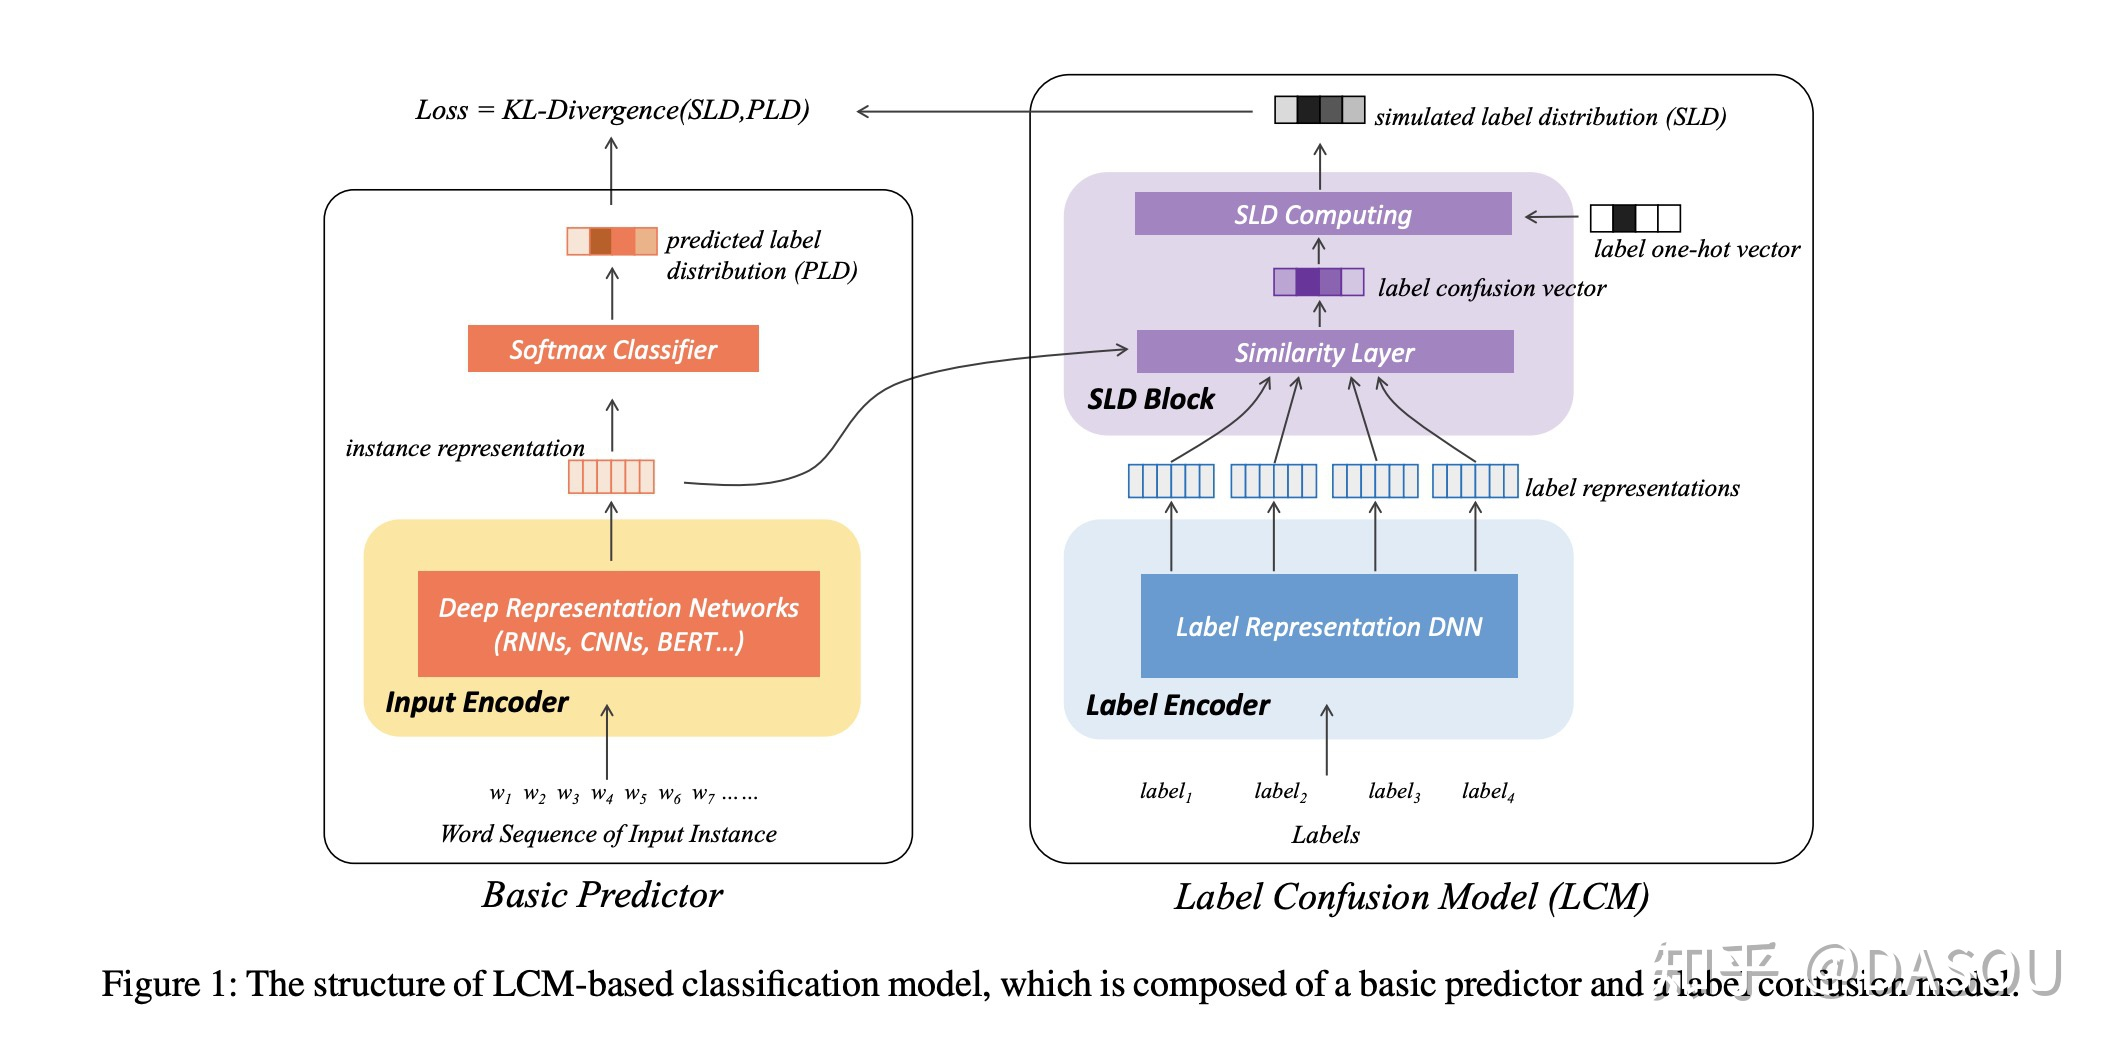 Loss = KL-Divergence(SLD,PLD)
predicted label
distribution (PLD)
Softmax Classifier
instance representation
Deep Representation Networks
(RNNs, CNNs, BERT...)
Input Encoder
w1 w2 w3 w4 w5 w6 w7 ......
Word Sequence of Input Instance
Basic Predictor
simulated label distribution (SLD)
SLD Computing
label one-hot vector
label confusion vector
Similarity Layer
SLD Block
label representations
Label Representation DNN
Label Encoder
label1 label2 label3 label4
Labels
Label Confusion Model (LCM)
Figure 1: The structure of LCM-based classification model, which is composed of a basic predictor and a label confusion model.
知乎 @DASOU